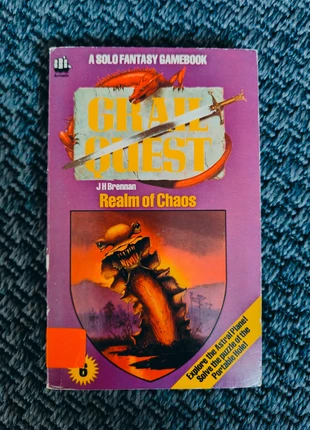 A SOLO FANTASY GAMEBOOK
GRAIL
QUEST
J H Brennan
Realm of Chaos
6
Explore the Astral Plane!
Solve the puzzle of the
Portable Hole!